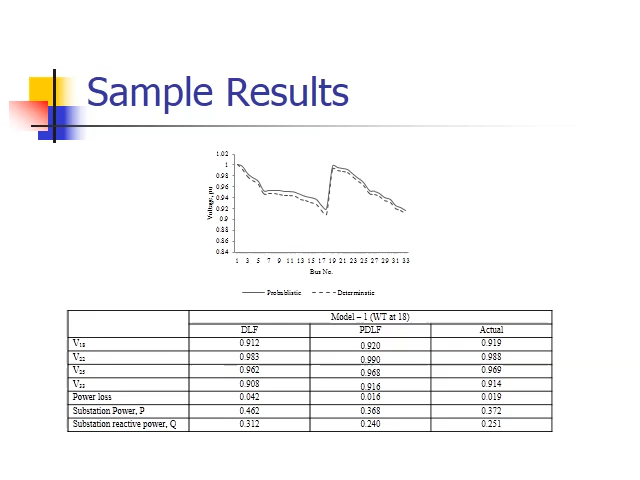 Sample Results
1.02
1
0.98
0.96
0.94
0.92
0.9
0.88
0.86
0.84
Voltage, pu
1 3 5 7 9 11 13 15 17 19 21 23 25 27 29 31 33
Bus No.
Probablistic Deterministic
Model – 1 (WT at 18)
DLF PDLF Actual
V18 0.912 0.920 0.919
V22 0.983 0.990 0.988
V25 0.962 0.968 0.969
V33 0.908 0.916 0.914
Power loss 0.042 0.016 0.019
Substation Power, P 0.462 0.368 0.372
Substation reactive power, Q 0.312 0.240 0.251